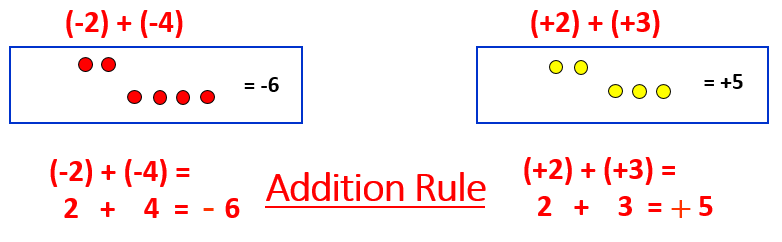 (-2) + (-4)
= -6
(-2) + (-4) =
2 + 4 = - 6
Addition Rule
(+2) + (+3)
= +5
(+2) + (+3) =
2 + 3 = + 5